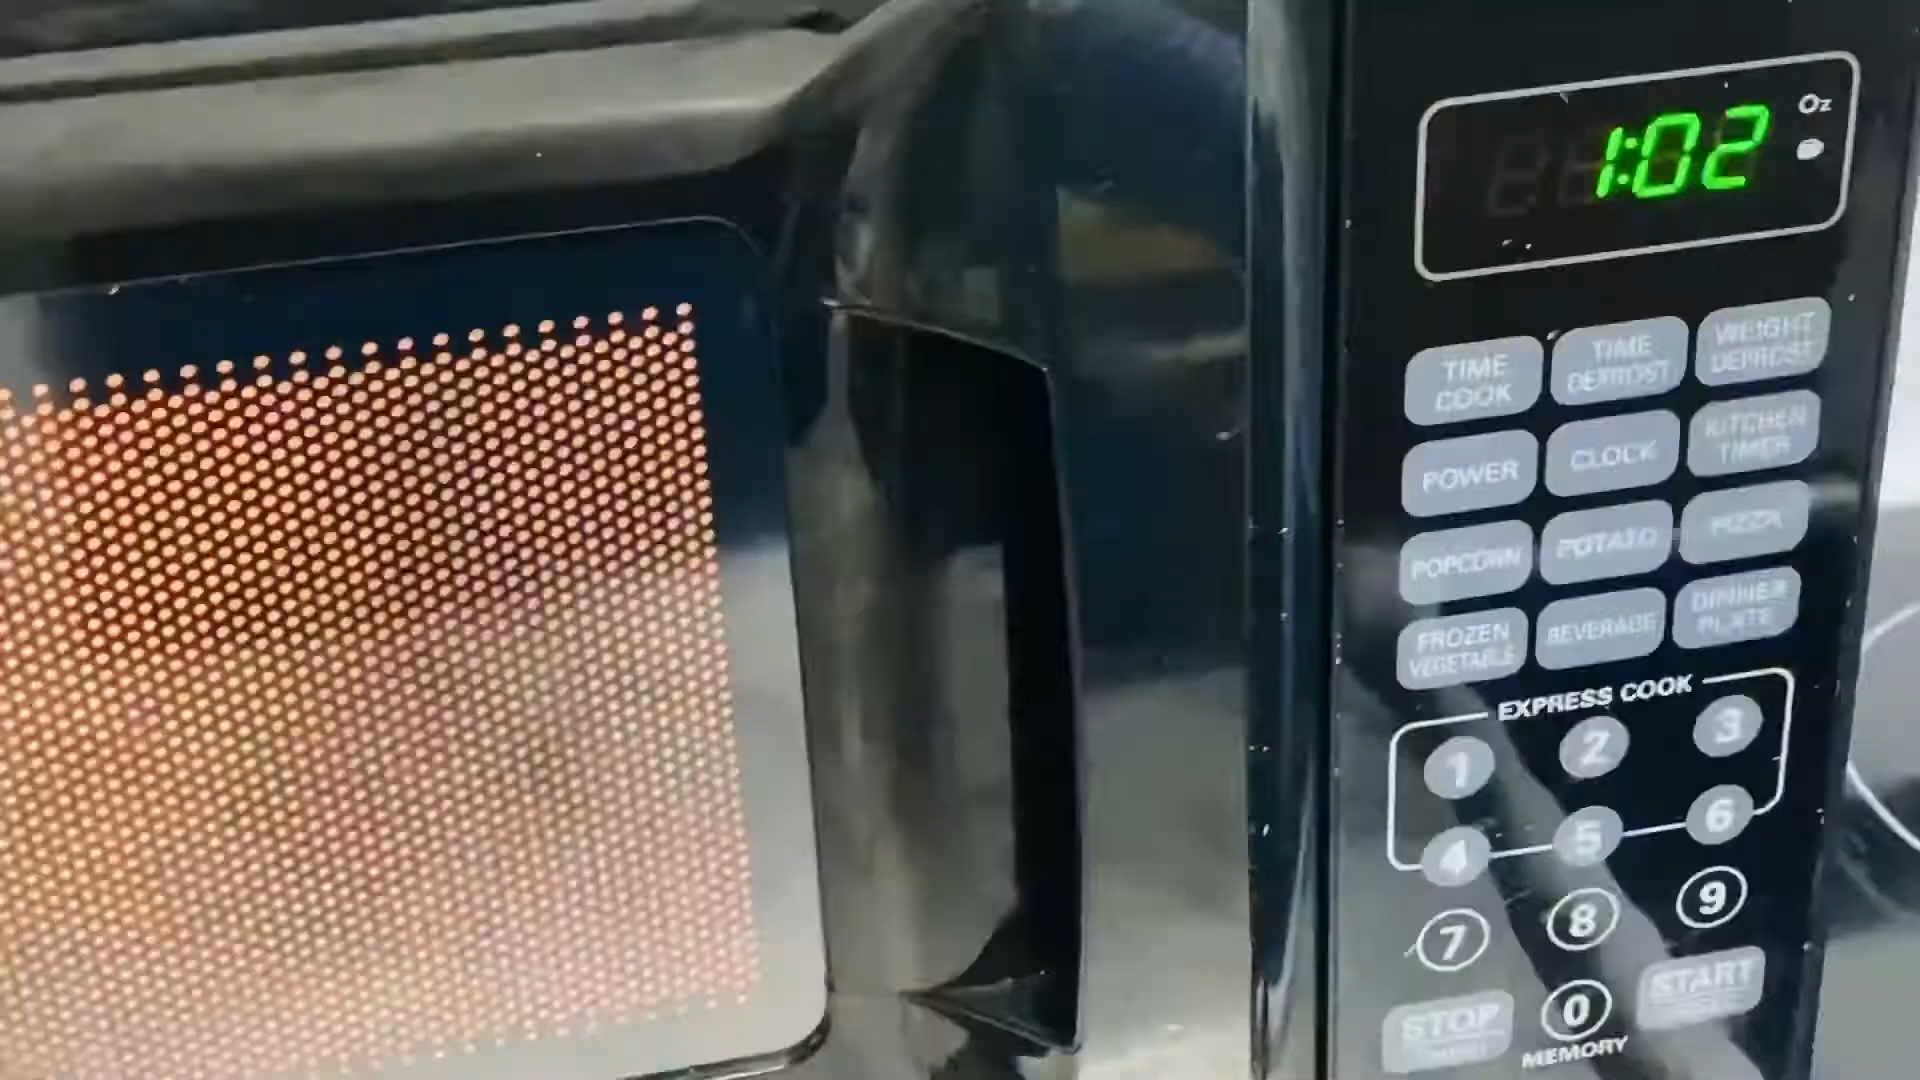 1:02
Oz
TIME COOK
TIME DEFROST
WEIGHT DEFROST
POWER
CLOCK
KITCHEN TIMER
POPCORN
POTATO
PIZZA
FROZEN VEGETABLE
BEVERAGE
DINNER PLATE
EXPRESS COOK
1 2 3
4 5 6
7 8 9
STOP
0
START
MEMORY